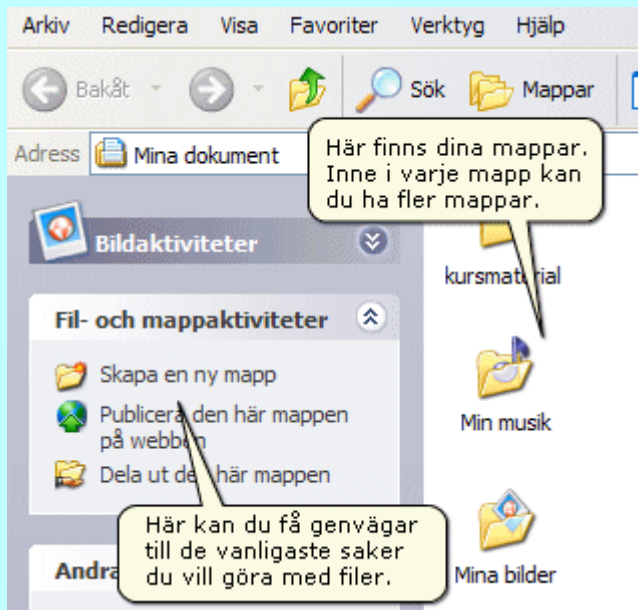 Arkiv Redigera Visa Favoriter Verktyg Hjälp
Bakåt Sök Mappar
Adress Mina dokument
Här finns dina mappar.
Inne i varje mapp kan
du ha fler mappar.
Bildaktiviteter
kursmaterial
Fil- och mappaktiviteter
Skapa en ny mapp
Publicera den här mappen
på webben
Dela ut den här mappen
Min musik
Här kan du få genvägar
till de vanligaste saker
du vill göra med filer.
Andra
Mina bilder